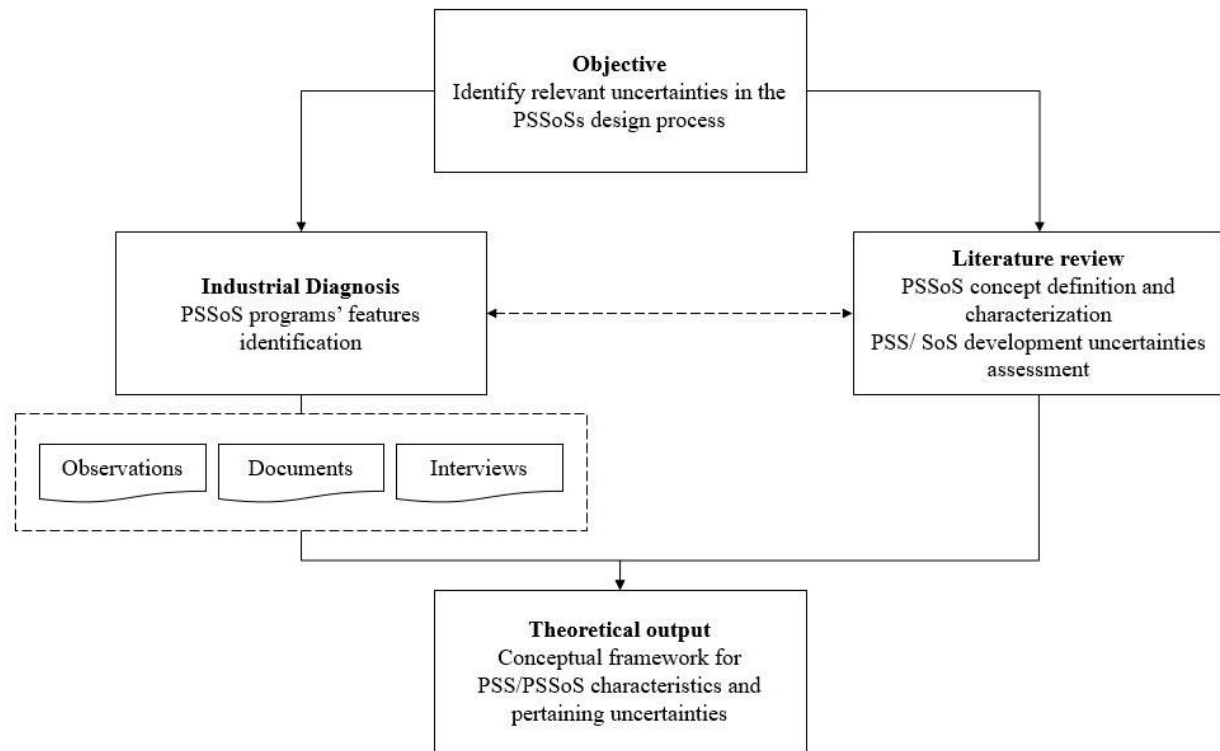 Objective
Identify relevant uncertainties in the
PSSoSs design process
Industrial Diagnosis
PSSoS programs’ features
identification
Literature review
PSSoS concept definition and
characterization
PSS/ SoS development uncertainties
assessment
Observations
Documents
Interviews
Theoretical output
Conceptual framework for
PSS/PSSoS characteristics and
pertaining uncertainties